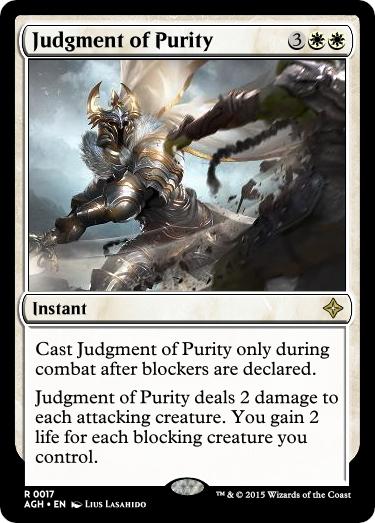 Judgment of Purity 3
Instant
Cast Judgment of Purity only during
combat after blockers are declared.
Judgment of Purity deals 2 damage to
each attacking creature. You gain 2
life for each blocking creature you
control.
R 0017
AGH • EN Lius Lasahido
™ & © 2015 Wizards of the Coast